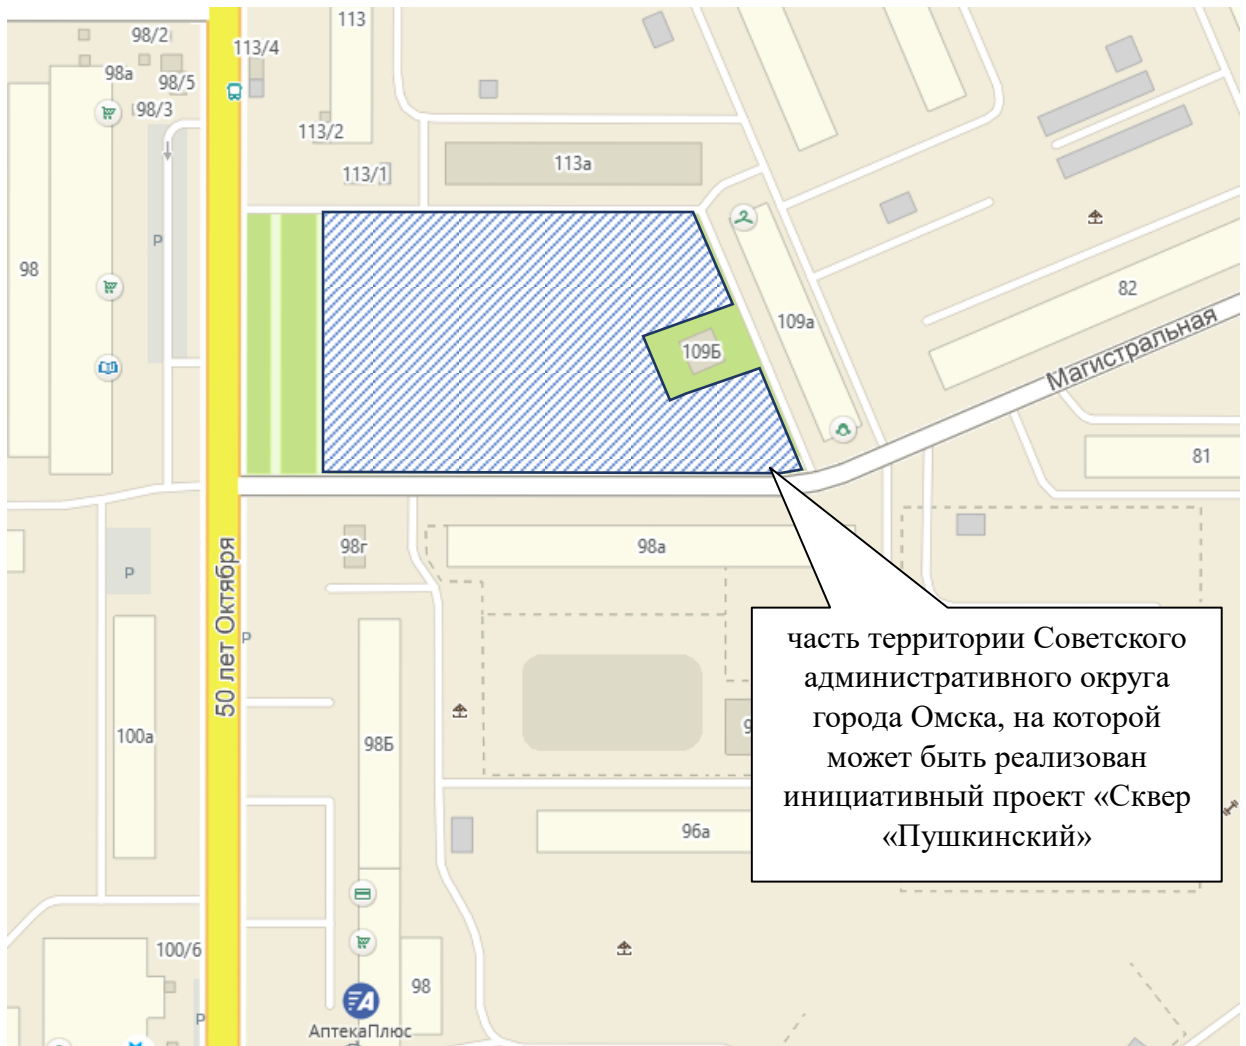 113
98/2
113/4
98а
98/5
98/3
113/2
113а
113/1
P
98
82
109а
109Б
Магистральная
81
98г
98а
P
50 лет Октября
P
часть территории Советского
административного округа
города Омска, на которой
может быть реализован
инициативный проект «Сквер
«Пушкинский»
100а
98Б
9
96а
100/6
98
P
АптекаПлюс